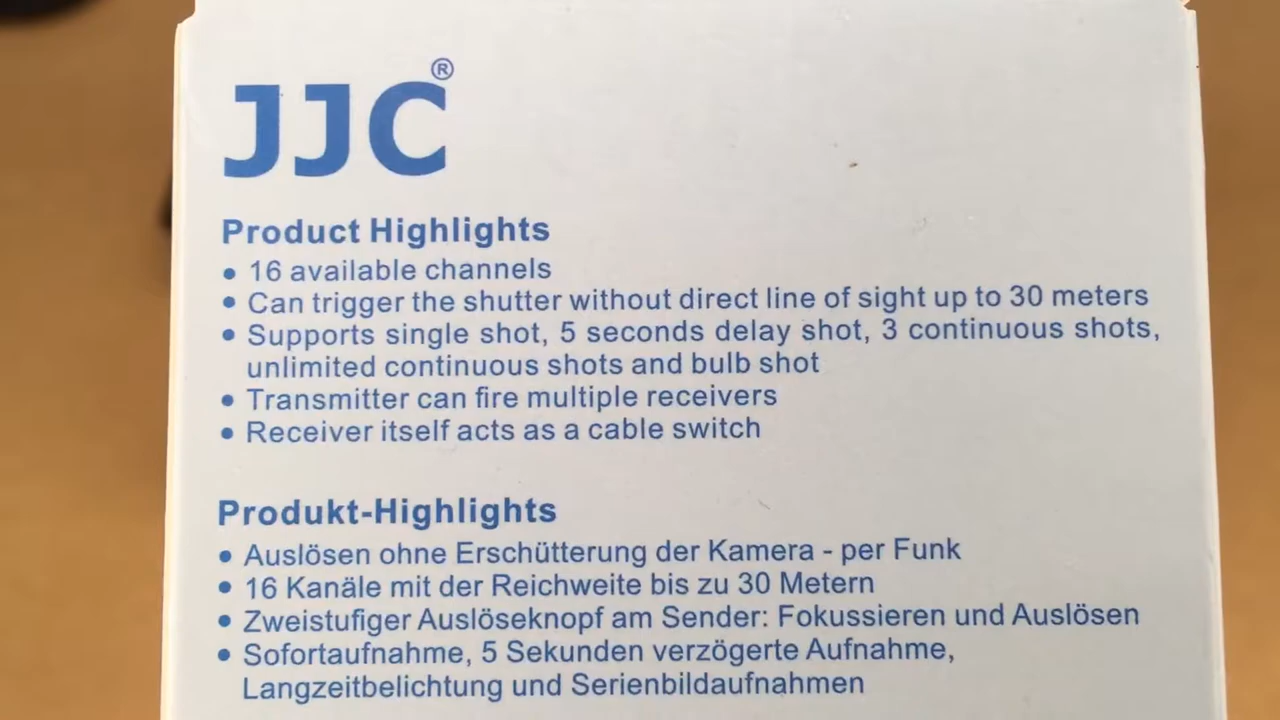 JJC®
Product Highlights
• 16 available channels
• Can trigger the shutter without direct line of sight up to 30 meters
• Supports single shot, 5 seconds delay shot, 3 continuous shots,
unlimited continuous shots and bulb shot
• Transmitter can fire multiple receivers
• Receiver itself acts as a cable switch
Produkt-Highlights
• Auslösen ohne Erschütterung der Kamera - per Funk
• 16 Kanäle mit der Reichweite bis zu 30 Metern
• Zweistufiger Auslöseknopf am Sender: Fokussieren und Auslösen
• Sofortaufnahme, 5 Sekunden verzögerte Aufnahme,
Langzeitbelichtung und Serienbildaufnahmen